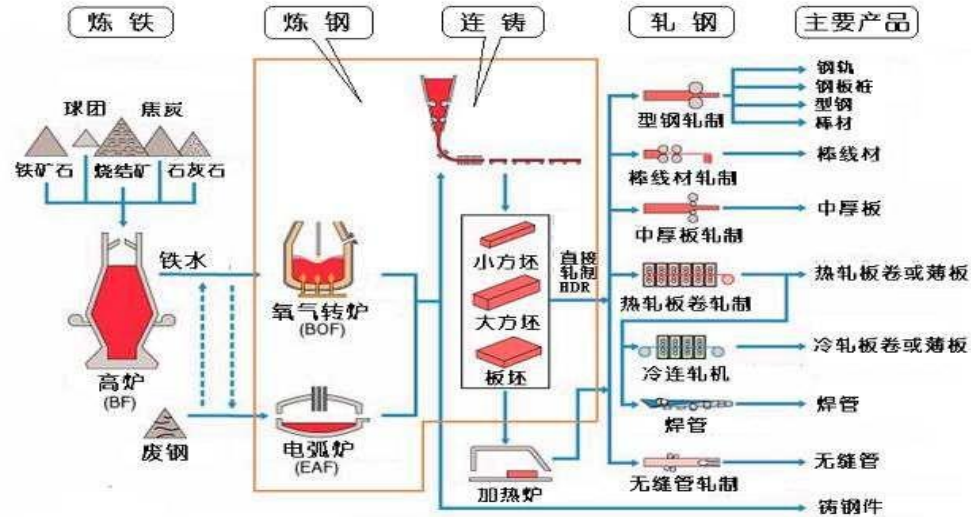 炼铁
炼钢
连铸
轧钢
主要产品
球团
焦炭
铁矿石
烧结矿
石灰石
铁水
高炉
(BF)
废钢
氧气转炉
(BOF)
电弧炉
(EAF)
小方坯
大方坯
板坯
直接
轧制
HDR
加热炉
型钢轧制
棒线材轧制
中厚板轧制
热轧板卷轧制
冷连轧机
焊管
无缝管轧制
钢轨
钢板桩
型钢
棒材
棒线材
中厚板
热轧板卷或薄板
冷轧板卷或薄板
焊管
无缝管
铸钢件